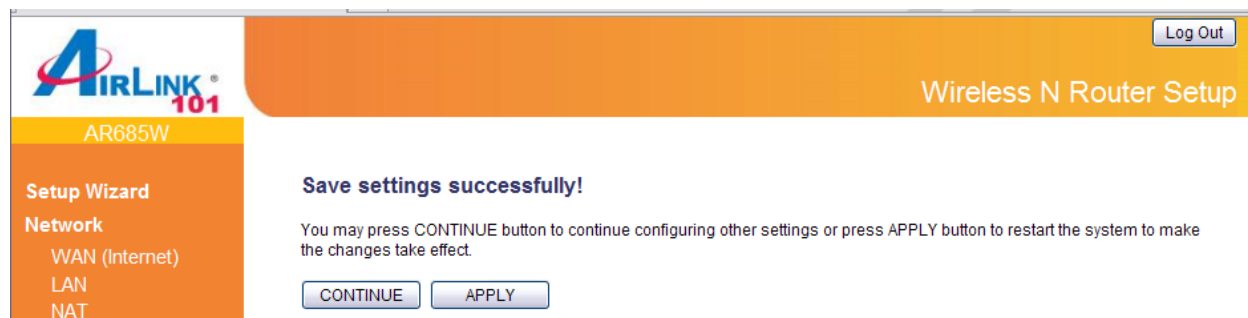 Log Out
AIRLINK
101
Wireless N Router Setup
AR685W
Setup Wizard
Network
WAN (Internet)
LAN
NAT
Save settings successfully!
You may press CONTINUE button to continue configuring other settings or press APPLY button to restart the system to make
the changes take effect.
CONTINUE
APPLY